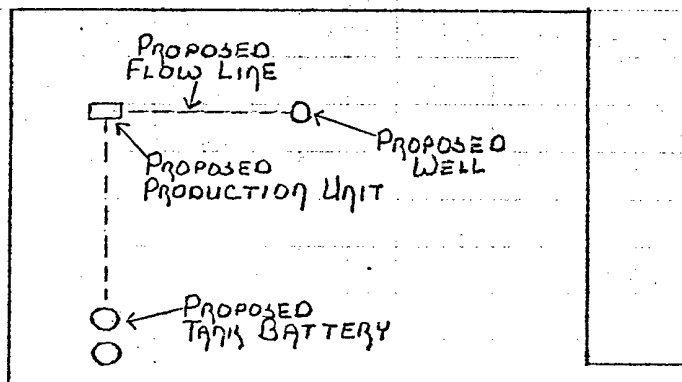 PROPOSED
FLOW LINE
PROPOSED
WELL
PROPOSED
PRODUCTION UNIT
PROPOSED
TANK BATTERY